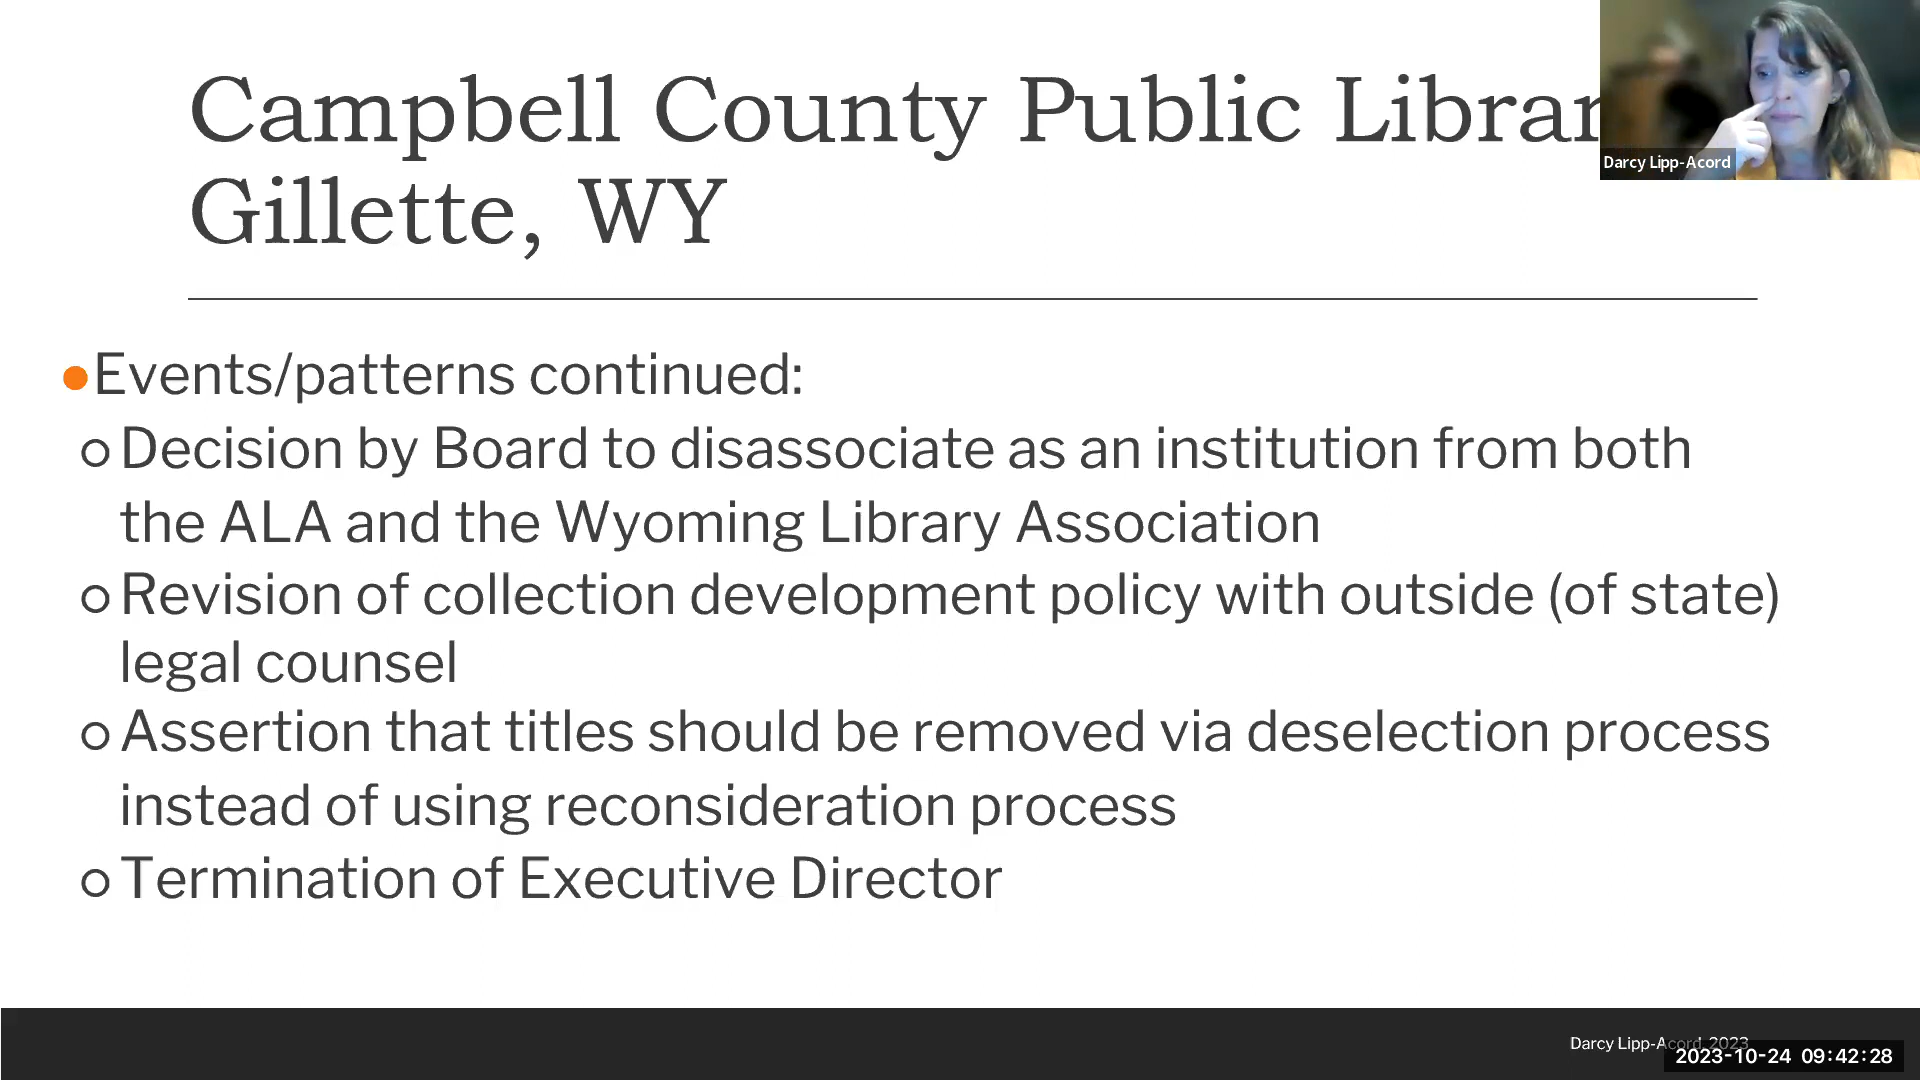 Campbell County Public Librar
Gillette, WY
Darcy Lipp-Acord
Events/patterns continued:
Decision by Board to disassociate as an institution from both
the ALA and the Wyoming Library Association
Revision of collection development policy with outside (of state)
legal counsel
Assertion that titles should be removed via deselection process
instead of using reconsideration process
Termination of Executive Director
Darcy Lipp-Acord, 2023
2023-10-24 09:42:28